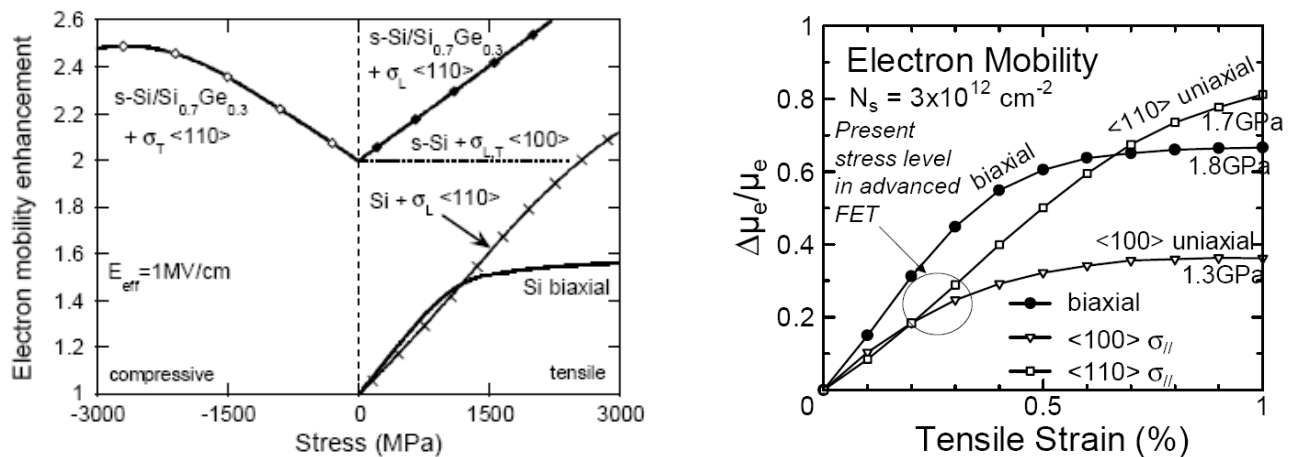 Electron mobility enhancement
2.6
2.4
2.2
2
1.8
1.6
1.4
1.2
1
s-Si/Si0.7Ge0.3
+ σT <110>
s-Si/Si0.7Ge0.3
+ σL <110>
s-Si + σL,T <100>
Si + σL <110>
Eeff=1MV/cm
Si biaxial
compressive
tensile
-3000
-1500
0
1500
3000
Stress (MPa)
Δμe/μe
1
0.8
0.6
0.4
0.2
0
Electron Mobility
Ns = 3x10^12 cm^-2
Present
stress level
in advanced
FET
biaxial
<110> uniaxial
1.7GPa
1.8GPa
<100> uniaxial
1.3GPa
biaxial
<100> σ//
<110> σ//
0
0.5
1
Tensile Strain (%)